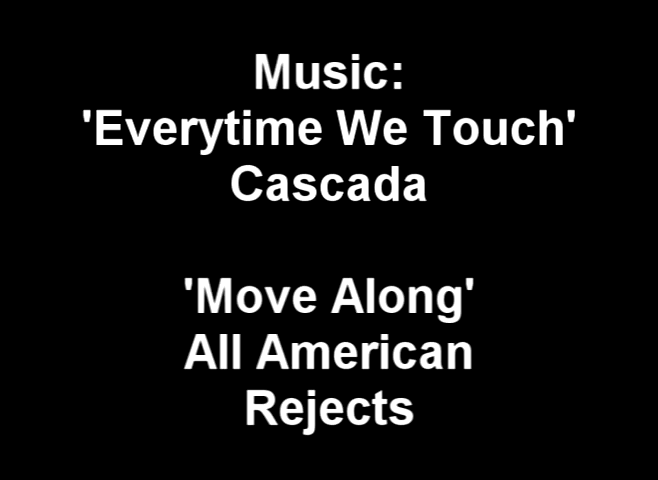 Music:
'Everytime We Touch'
Cascada
'Move Along'
All American
Rejects